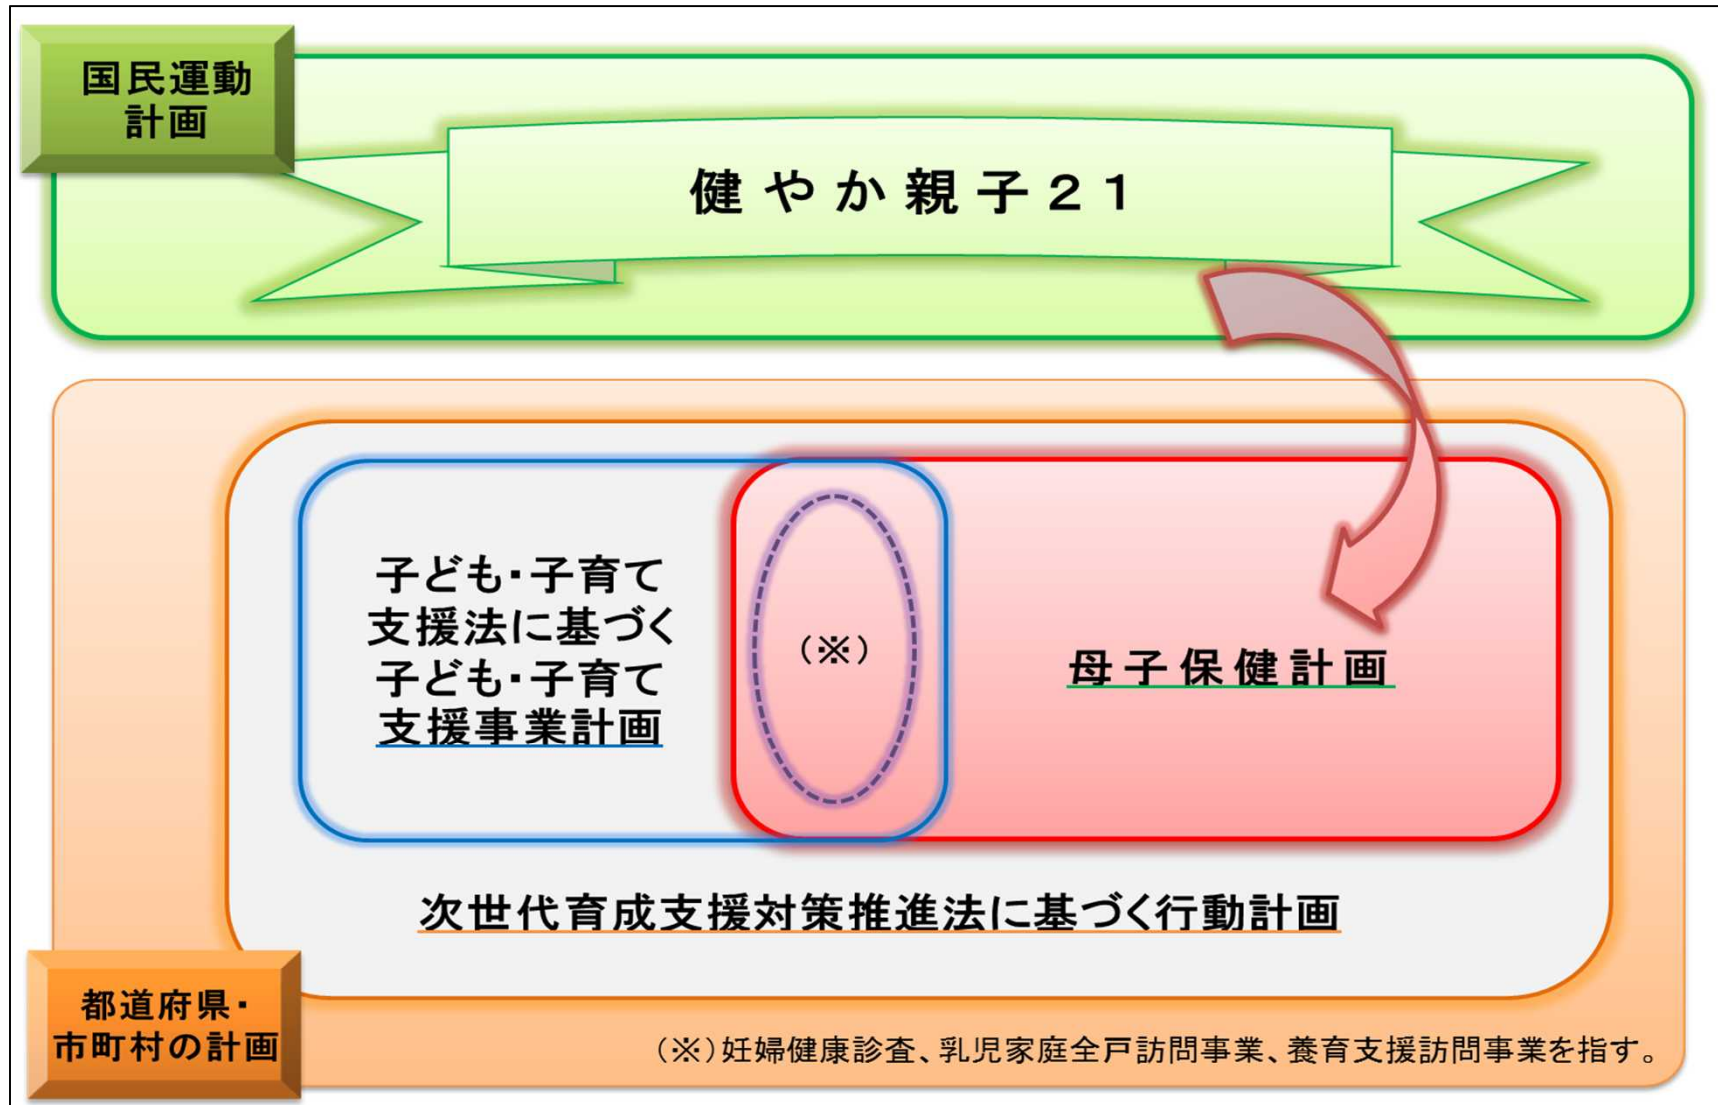 国民運動
計画
健やか親子21
子ども・子育て
支援法に基づく
子ども・子育て
支援事業計画
(※)
母子保健計画
次世代育成支援対策推進法に基づく行動計画
都道府県・
市町村の計画
(※)妊婦健康診査、乳児家庭全戸訪問事業、養育支援訪問事業を指す。